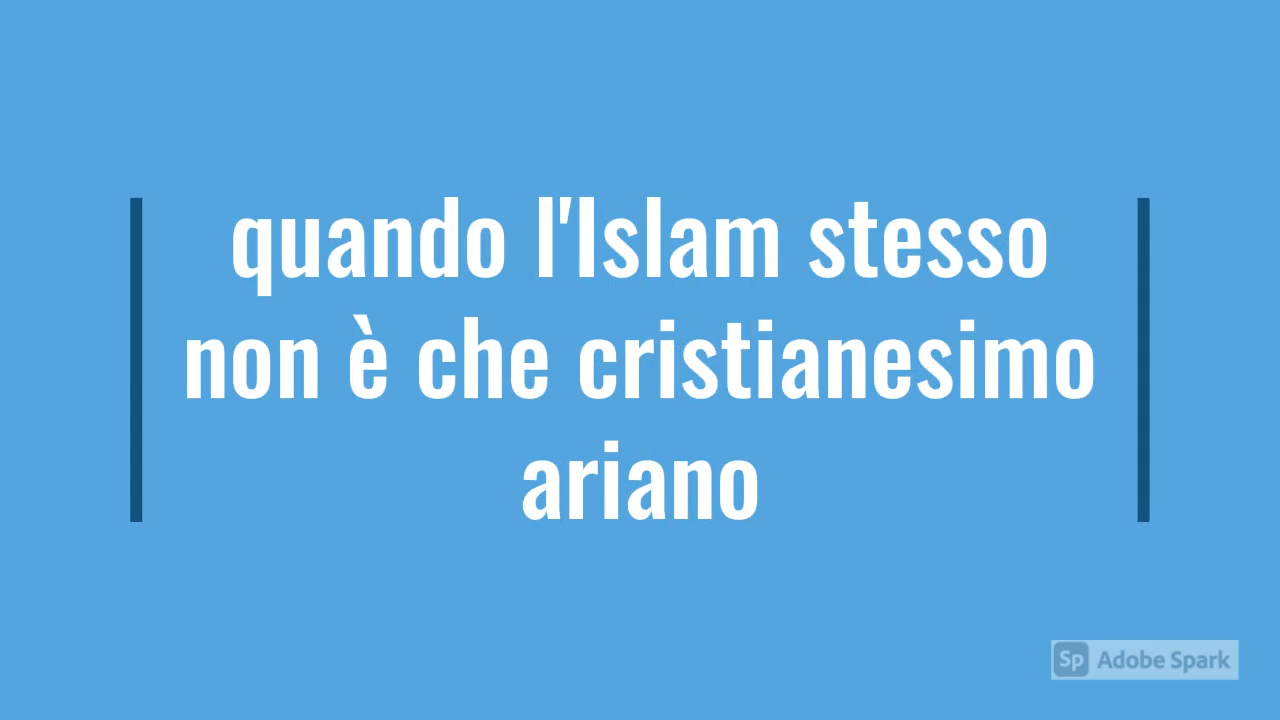 quando l'Islam stesso
non è che cristianesimo
ariano
Sp Adobe Spark